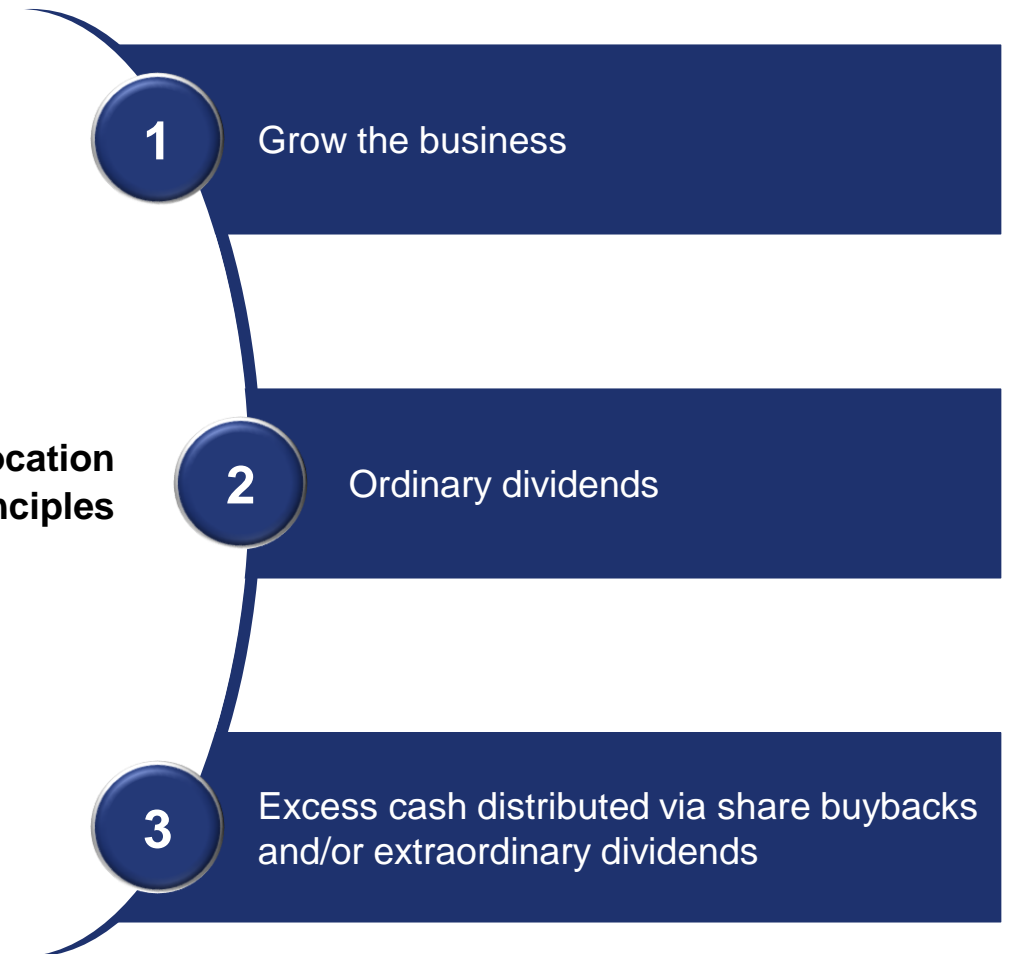 1
Grow the business
ocation
nciples
2
Ordinary dividends
3
Excess cash distributed via share buybacks
and/or extraordinary dividends